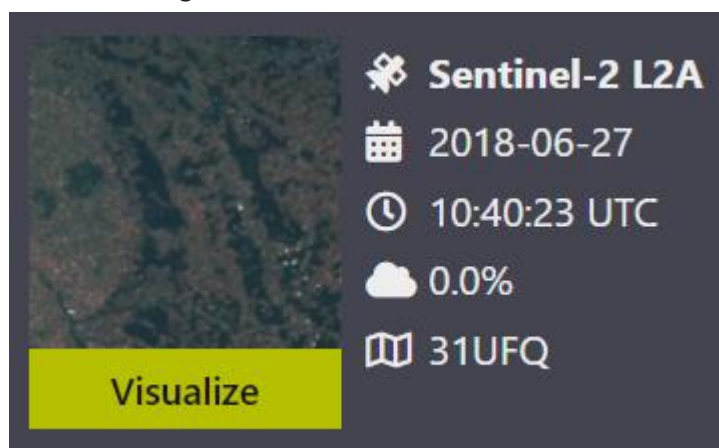 Sentinel-2 L2A
2018-06-27
10:40:23 UTC
0.0%
31UFQ
Visualize